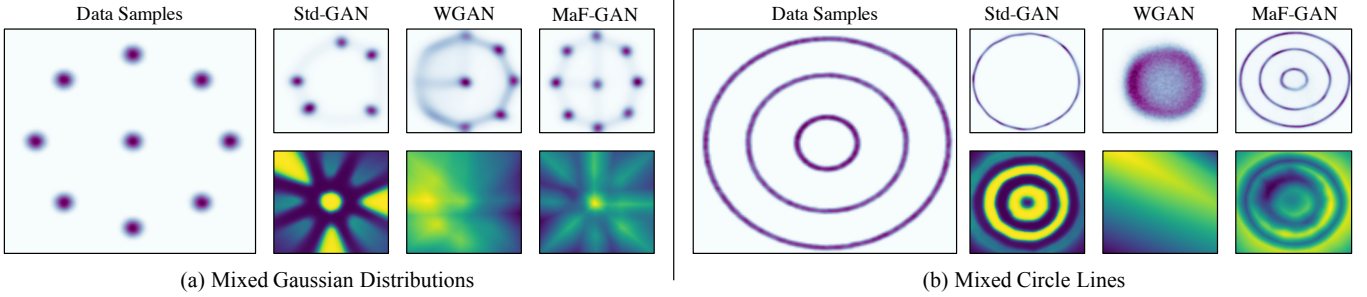 Data Samples Std-GAN WGAN MaF-GAN
Data Samples Std-GAN WGAN MaF-GAN
(a) Mixed Gaussian Distributions
(b) Mixed Circle Lines